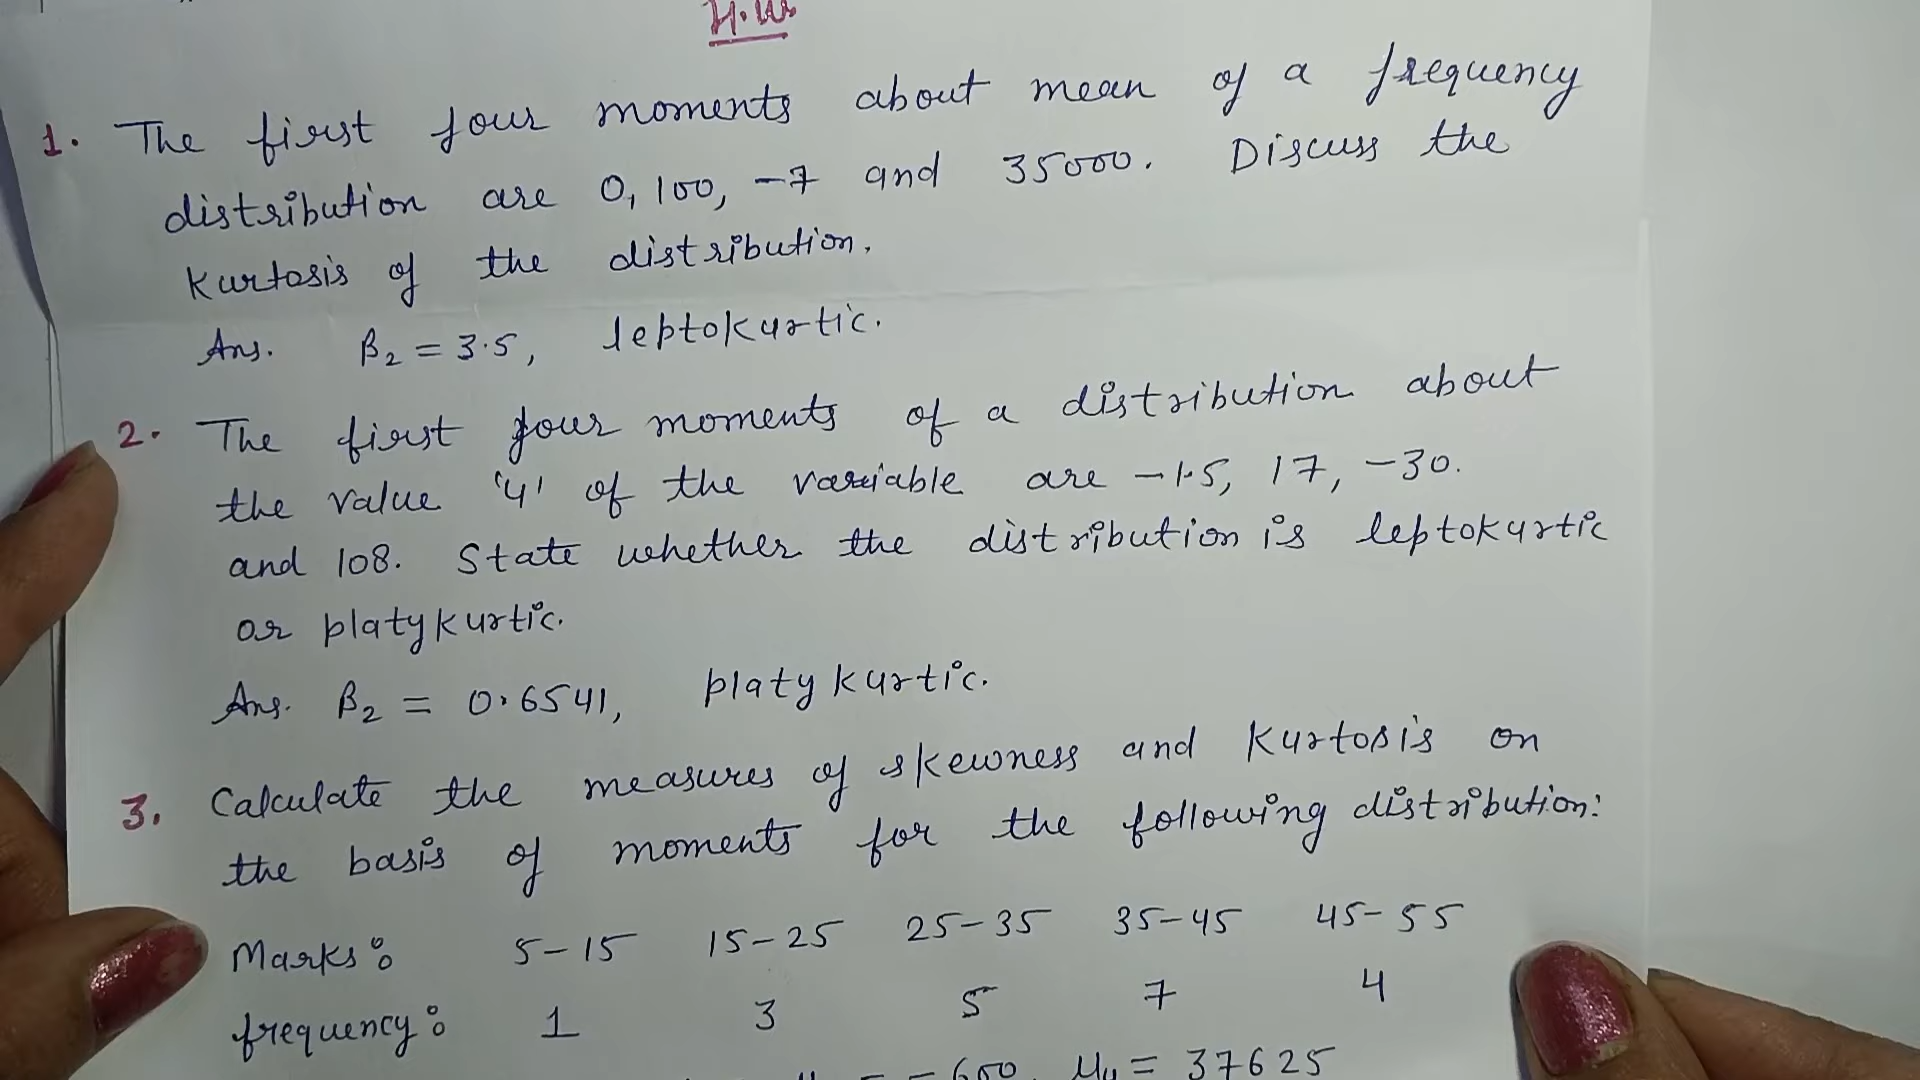 H.W.
1. The first four moments about mean of a frequency
distribution are 0, 100, -7 and 35000. Discuss the
Kurtosis of the distribution.
Ans. β₂ = 3.5, leptokurtic.
2. The first four moments of a distribution about
the value '4' of the variable are -1.5, 17, -30.
and 108. State whether the distribution is leptokurtic
or platykurtic.
Ans. β₂ = 0.6541, platykurtic.
3. Calculate the measures of skewness and Kurtosis on
the basis of moments for the following distribution:
Marks: 5-15 15-25 25-35 35-45 45-55
frequency: 1 3 5 7 4
= -600, μ₄ = 37625